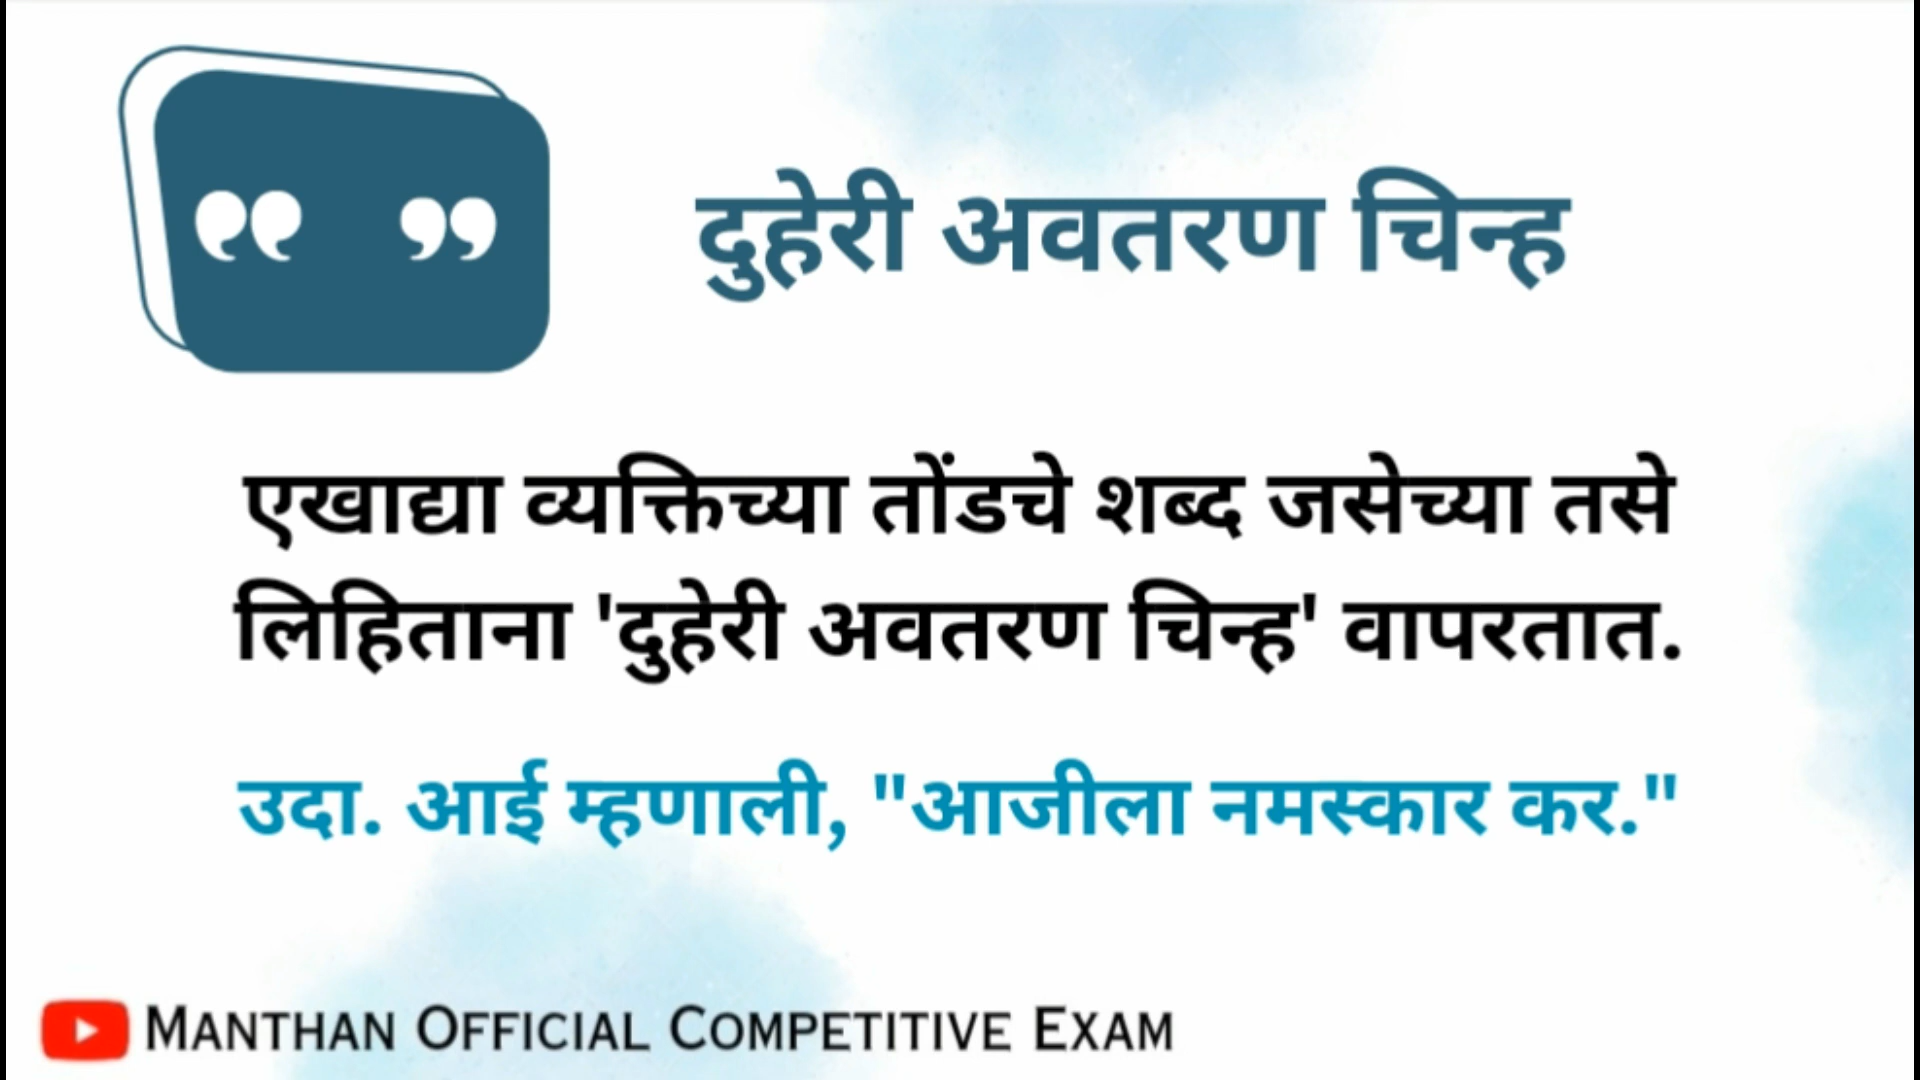 ❝ ❞
दुहेरी अवतरण चिन्ह
एखाद्या व्यक्तिच्या तोंडचे शब्द जसेच्या तसे
लिहिताना 'दुहेरी अवतरण चिन्ह' वापरतात.
उदा. आई म्हणाली, "आजीला नमस्कार कर."
MANTHAN OFFICIAL COMPETITIVE EXAM